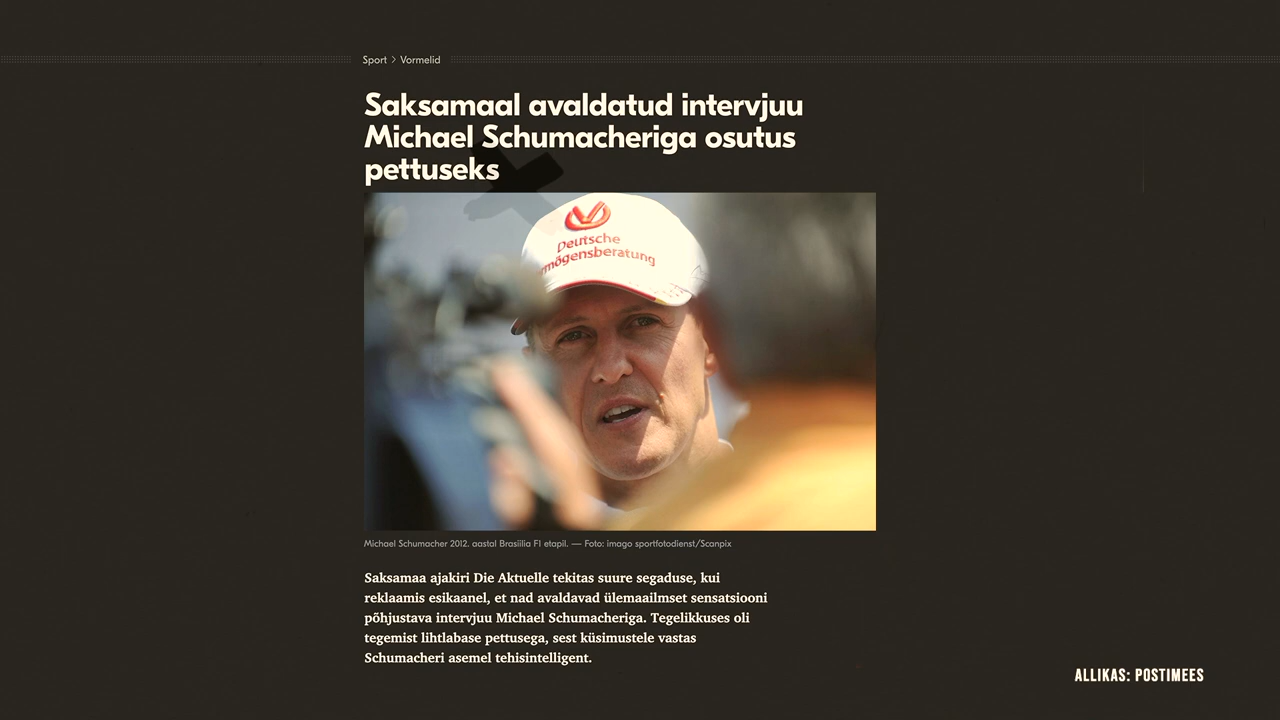 Sport > Vormelid
Saksamaal avaldatud intervjuu
Michael Schumacheriga osutus
pettuseks
Deutsche
mögensberatung
Michael Schumacher 2012. aastal Brasiilia F1 etapil. — Foto: imago sportfotodienst/Scanpix
Saksamaa ajakiri Die Aktuelle tekitas suure segaduse, kui
reklaamis esikaanel, et nad avaldavad ülemaailmset sensatsiooni
põhjustava intervjuu Michael Schumacheriga. Tegelikkuses oli
tegemist lihtlabase pettusega, sest küsimustele vastas
Schumacheri asemel tehisintelligent.
ALLIKAS: POSTIMEES